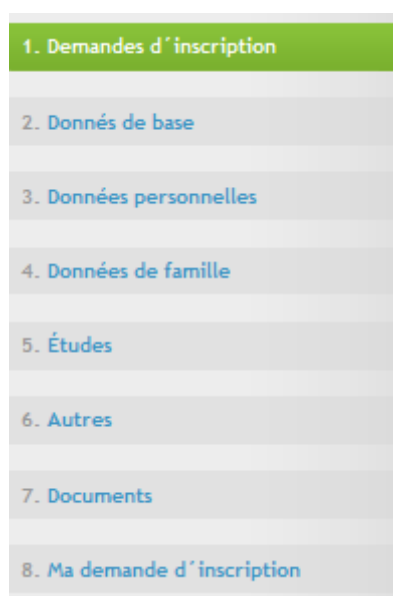 1. Demandes d´inscription
2. Donnés de base
3. Données personnelles
4. Données de famille
5. Études
6. Autres
7. Documents
8. Ma demande d´inscription